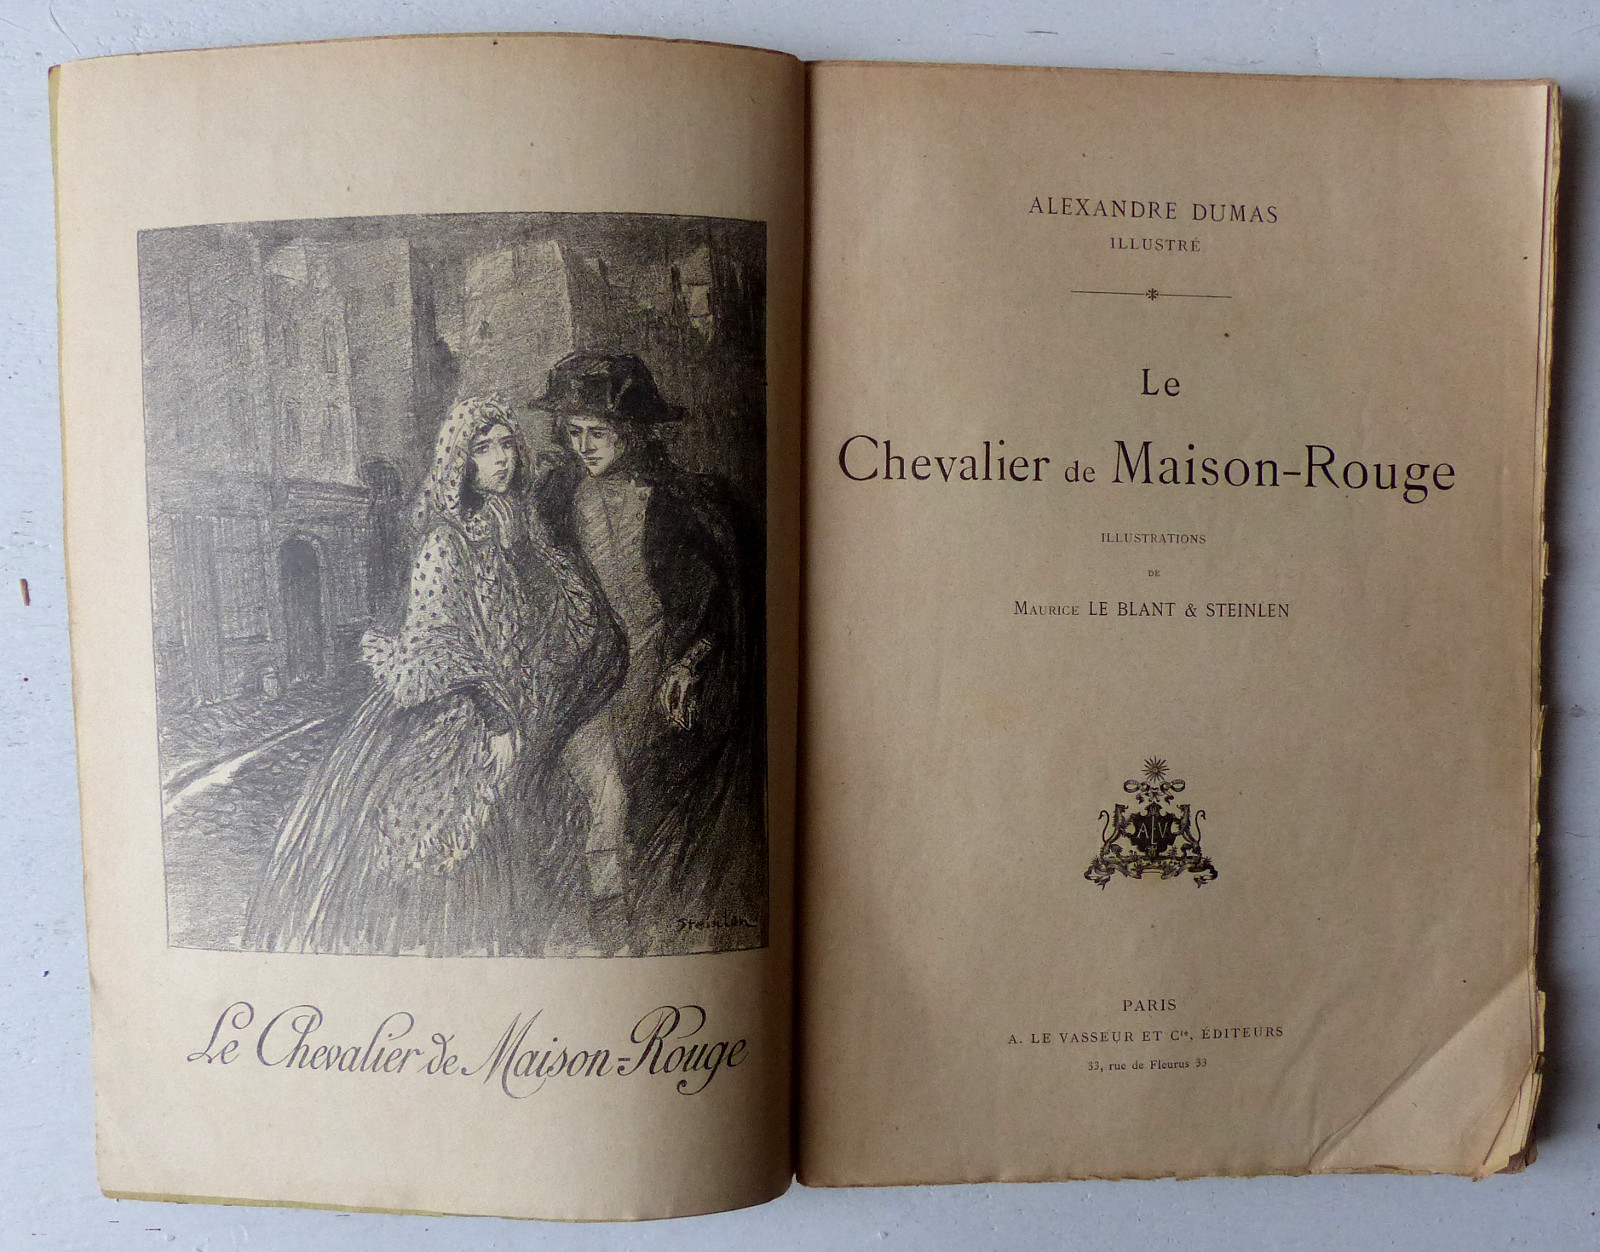 Steinlen
Le Chevalier de Maison-Rouge
ALEXANDRE DUMAS
ILLUSTRÉ
Le
Chevalier de Maison-Rouge
ILLUSTRATIONS
DE
MAURICE LE BLANT & STEINLEN
ALV
PARIS
A. LE VASSEUR ET Cie, ÉDITEURS
33, rue de Fleurus 33